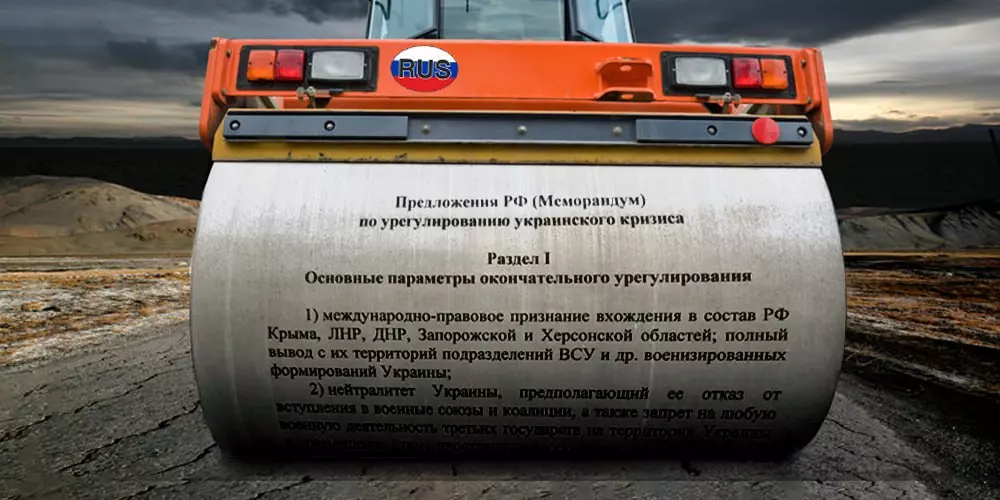 RUS
Предложения РФ (Меморандум)
по урегулированию украинского кризиса
Раздел I
Основные параметры окончательного урегулирования
1) международно-правовое признание вхождения в состав РФ
Крыма, ЛНР, ДНР, Запорожской и Херсонской областей; полный
вывод с их территорий подразделений ВСУ и др. военизированных
формирований Украины;
2) нейтралитет Украины, предполагающий ее отказ от
вступления в военные союзы и коалиции, а также запрет на любую
военную деятельность третьих государств на территории Украины